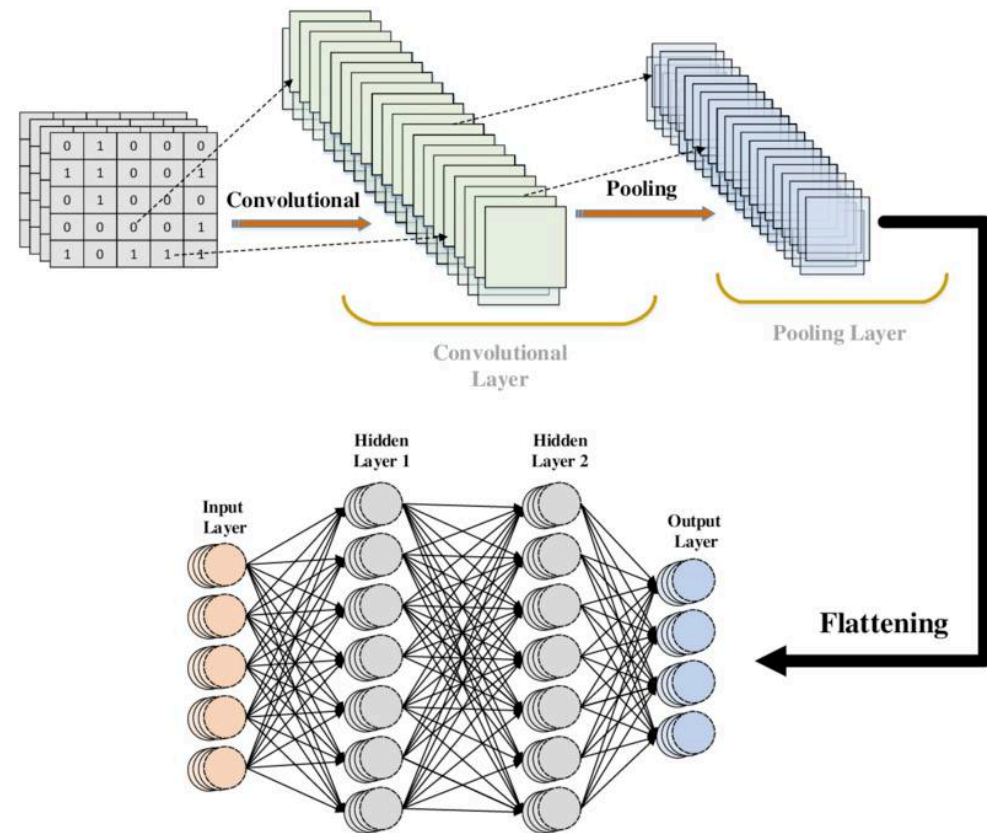 0 1 0 0 0
1 1 0 0 1
0 1 0 0 0
0 0 0 0 1
1 0 1 1 1
Convolutional
Pooling
Convolutional
Layer
Pooling Layer
Hidden
Layer 1
Hidden
Layer 2
Input
Layer
Output
Layer
Flattening